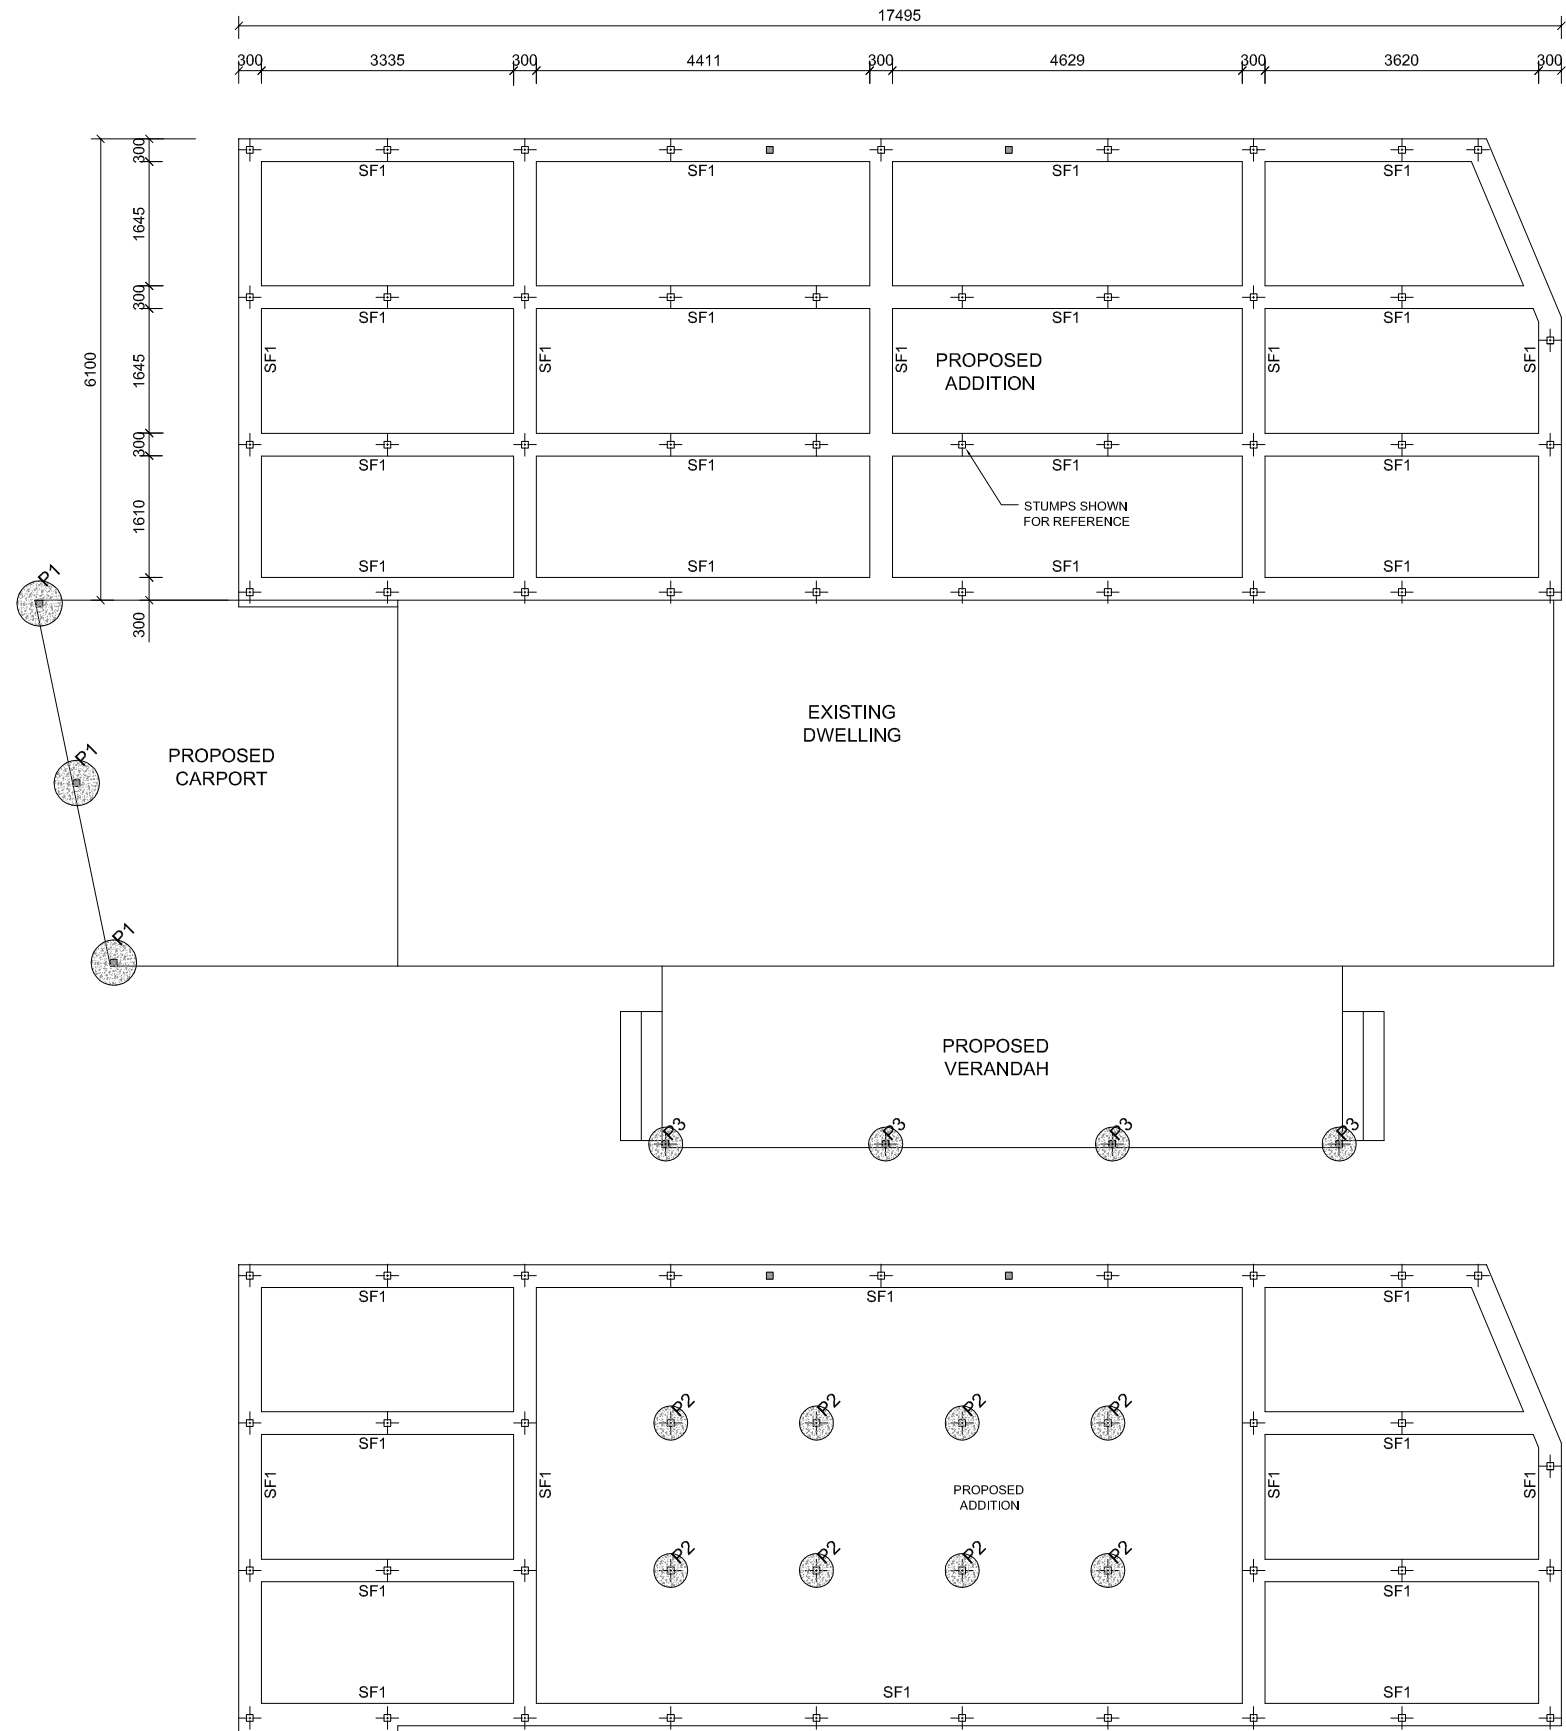 17495
300 3335 300 4411 300 4629 300 3620 300
300
SF1 SF1 SF1 SF1
1645
300
SF1 SF1 SF1 SF1
6100
1645
SF1 SF1 SF1 SF1 SF1
PROPOSED
ADDITION
300
SF1 SF1 SF1 SF1
1610
STUMPS SHOWN
FOR REFERENCE
SF1 SF1 SF1 SF1
P1
300
EXISTING
DWELLING
P1
PROPOSED
CARPORT
P1
PROPOSED
VERANDAH
P3 P3 P3 P3
SF1 SF1 SF1
P2 P2 P2 P2
SF1 SF1
SF1 SF1 SF1 SF1
PROPOSED
ADDITION
P2 P2 P2 P2
SF1 SF1
SF1 SF1 SF1